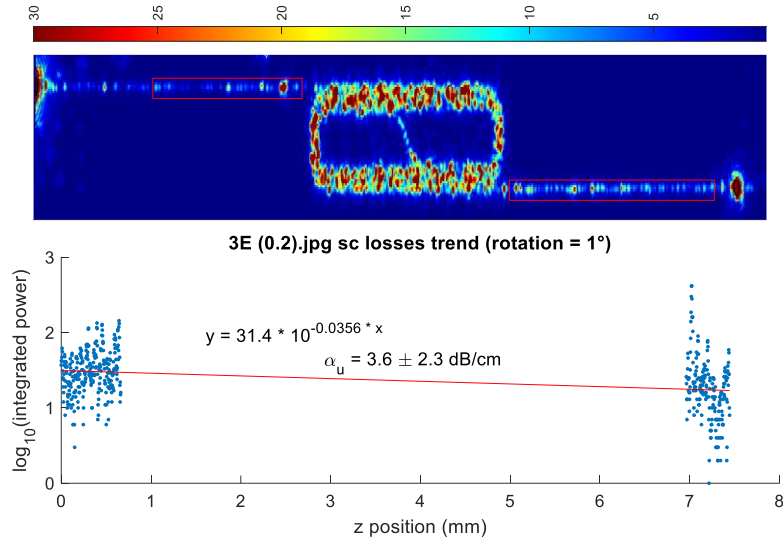 30 25 20 15 10 5
3E (0.2).jpg sc losses trend (rotation = 1°)
log10(integrated power)
3
2
1
0
y = 31.4 * 10^-0.0356 * x
αu = 3.6 ± 2.3 dB/cm
0 1 2 3 4 5 6 7 8
z position (mm)